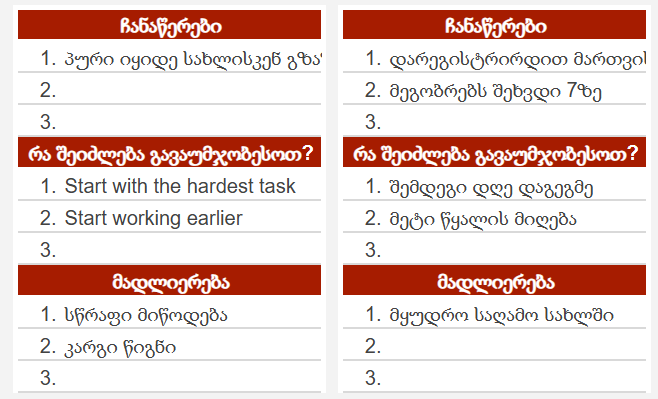 ჩანაწერები
1. პური იყიდე სახლისკენ
2.
3.
რა შეიძლება გავაუმჯობესოთ?
1. Start with the hardest task
2. Start working earlier
3.
მადლიერება
1. სწრაფი მიწოდება
2. კარგი წიგნი
3.
ჩანაწერები
1. დარეგისტრირდით
2. მეგობრებს შეხვდი 7ზე
3.
რა შეიძლება გავაუმჯობესოთ?
1. შემდეგი დღე დაგეგმე
2. მეტი წყალის მიღება
3.
მადლიერება
1. მყუდრო საღამო სახლში
2.
3.